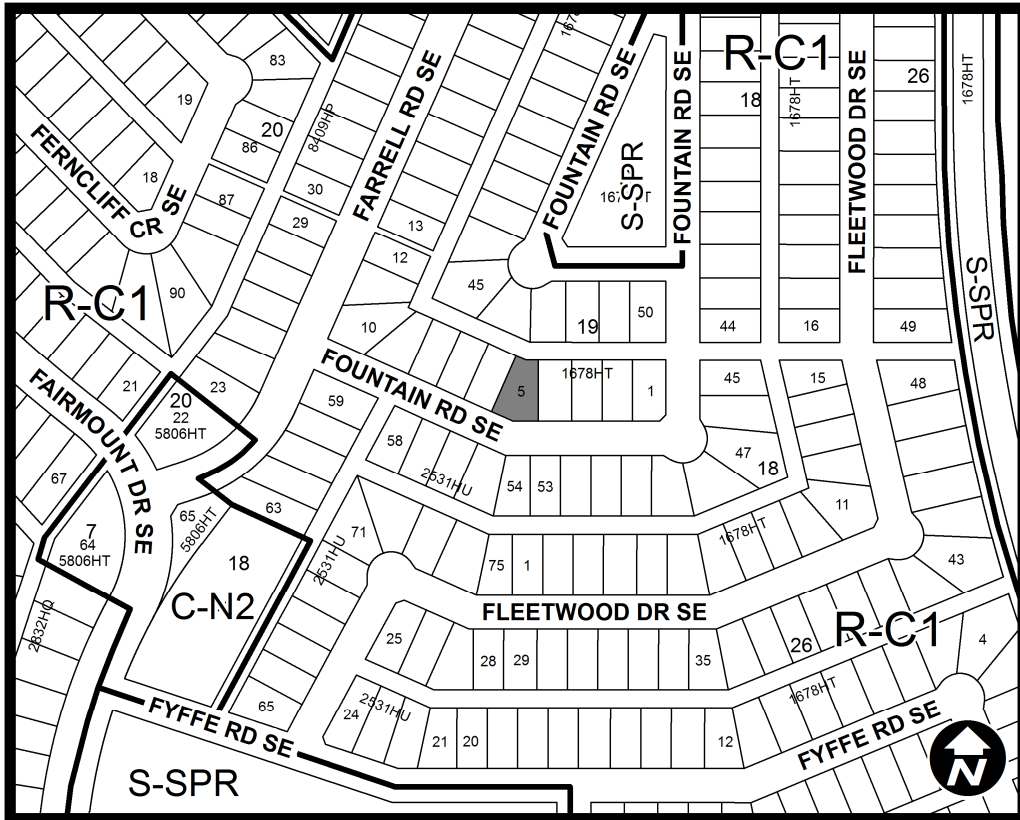 R-C1
1678HT
18
1678HT
26
1678HT
83
19
20
86
8409HP
FARRELL RD SE
FOUNTAIN RD SE
S-SPR
FOUNTAIN RD SE
FLEETWOOD DR SE
FERNCLIFF CR SE
18
87
30
29
13
12
45
90
R-C1
10
19
50
44
16
49
S-SPR
FOUNTAIN RD SE
1678HT
5
1
45
15
48
FAIRMOUNT DR SE
21
20
22
5806HT
23
59
58
2531HU
54
53
47
18
11
67
7
64
5806HT
65
5806HT
63
18
71
2531HU
75
1
1678HT
43
C-N2
FLEETWOOD DR SE
R-C1
2832HQ
25
28
29
35
26
4
65
24
2531HU
21
20
12
1678HT
FYFFE RD SE
FYFFE RD SE
S-SPR
N